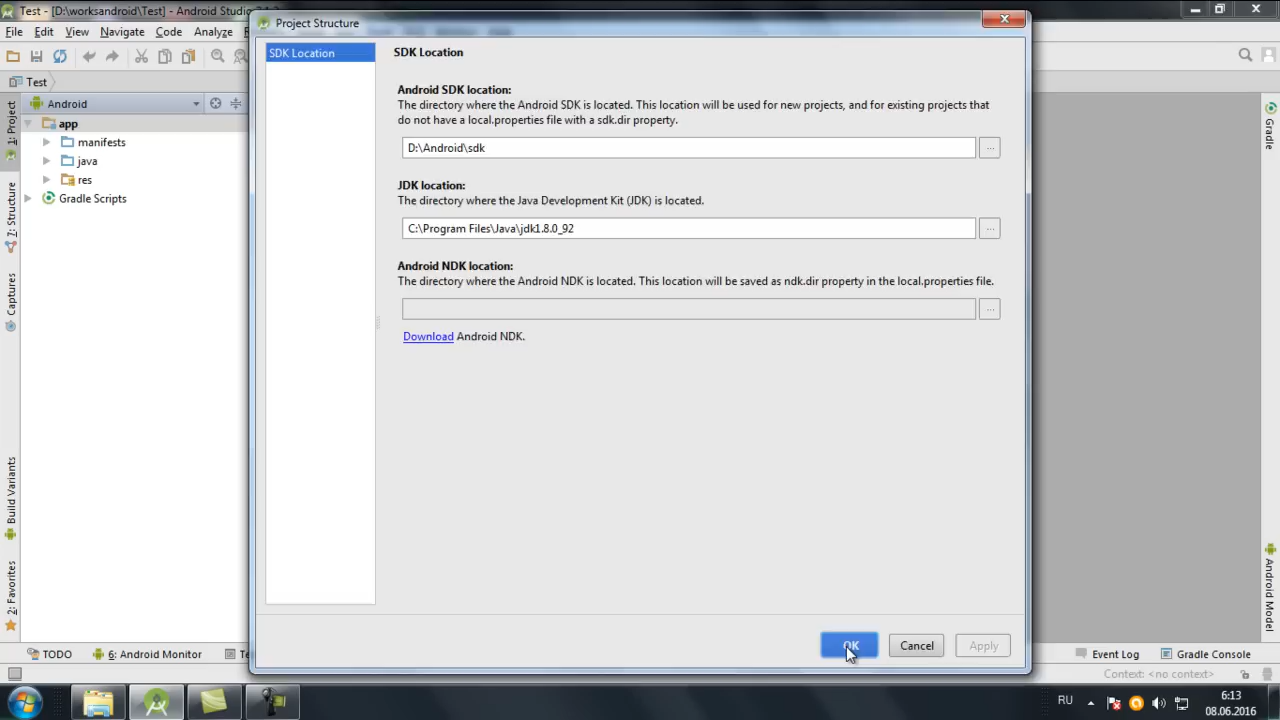 Test - [D:\worksandroid\Test] - Android Studio
Project Structure
File Edit View Navigate Code Analyze
Test
Android
app
manifests
java
res
Gradle Scripts
1: Project
7: Structure
Captures
Build Variants
2: Favorites
SDK Location
SDK Location
Android SDK location:
The directory where the Android SDK is located. This location will be used for new projects, and for existing projects that
do not have a local.properties file with a sdk.dir property.
D:\Android\sdk
...
JDK location:
The directory where the Java Development Kit (JDK) is located.
C:\Program Files\Java\jdk1.8.0_92
...
Android NDK location:
The directory where the Android NDK is located. This location will be saved as ndk.dir property in the local.properties file.
...
Download Android NDK.
OK Cancel Apply
Gradle
Android Model
TODO 6: Android Monitor Te
Event Log Gradle Console
Context: <no context>
RU
6:13
08.06.2016